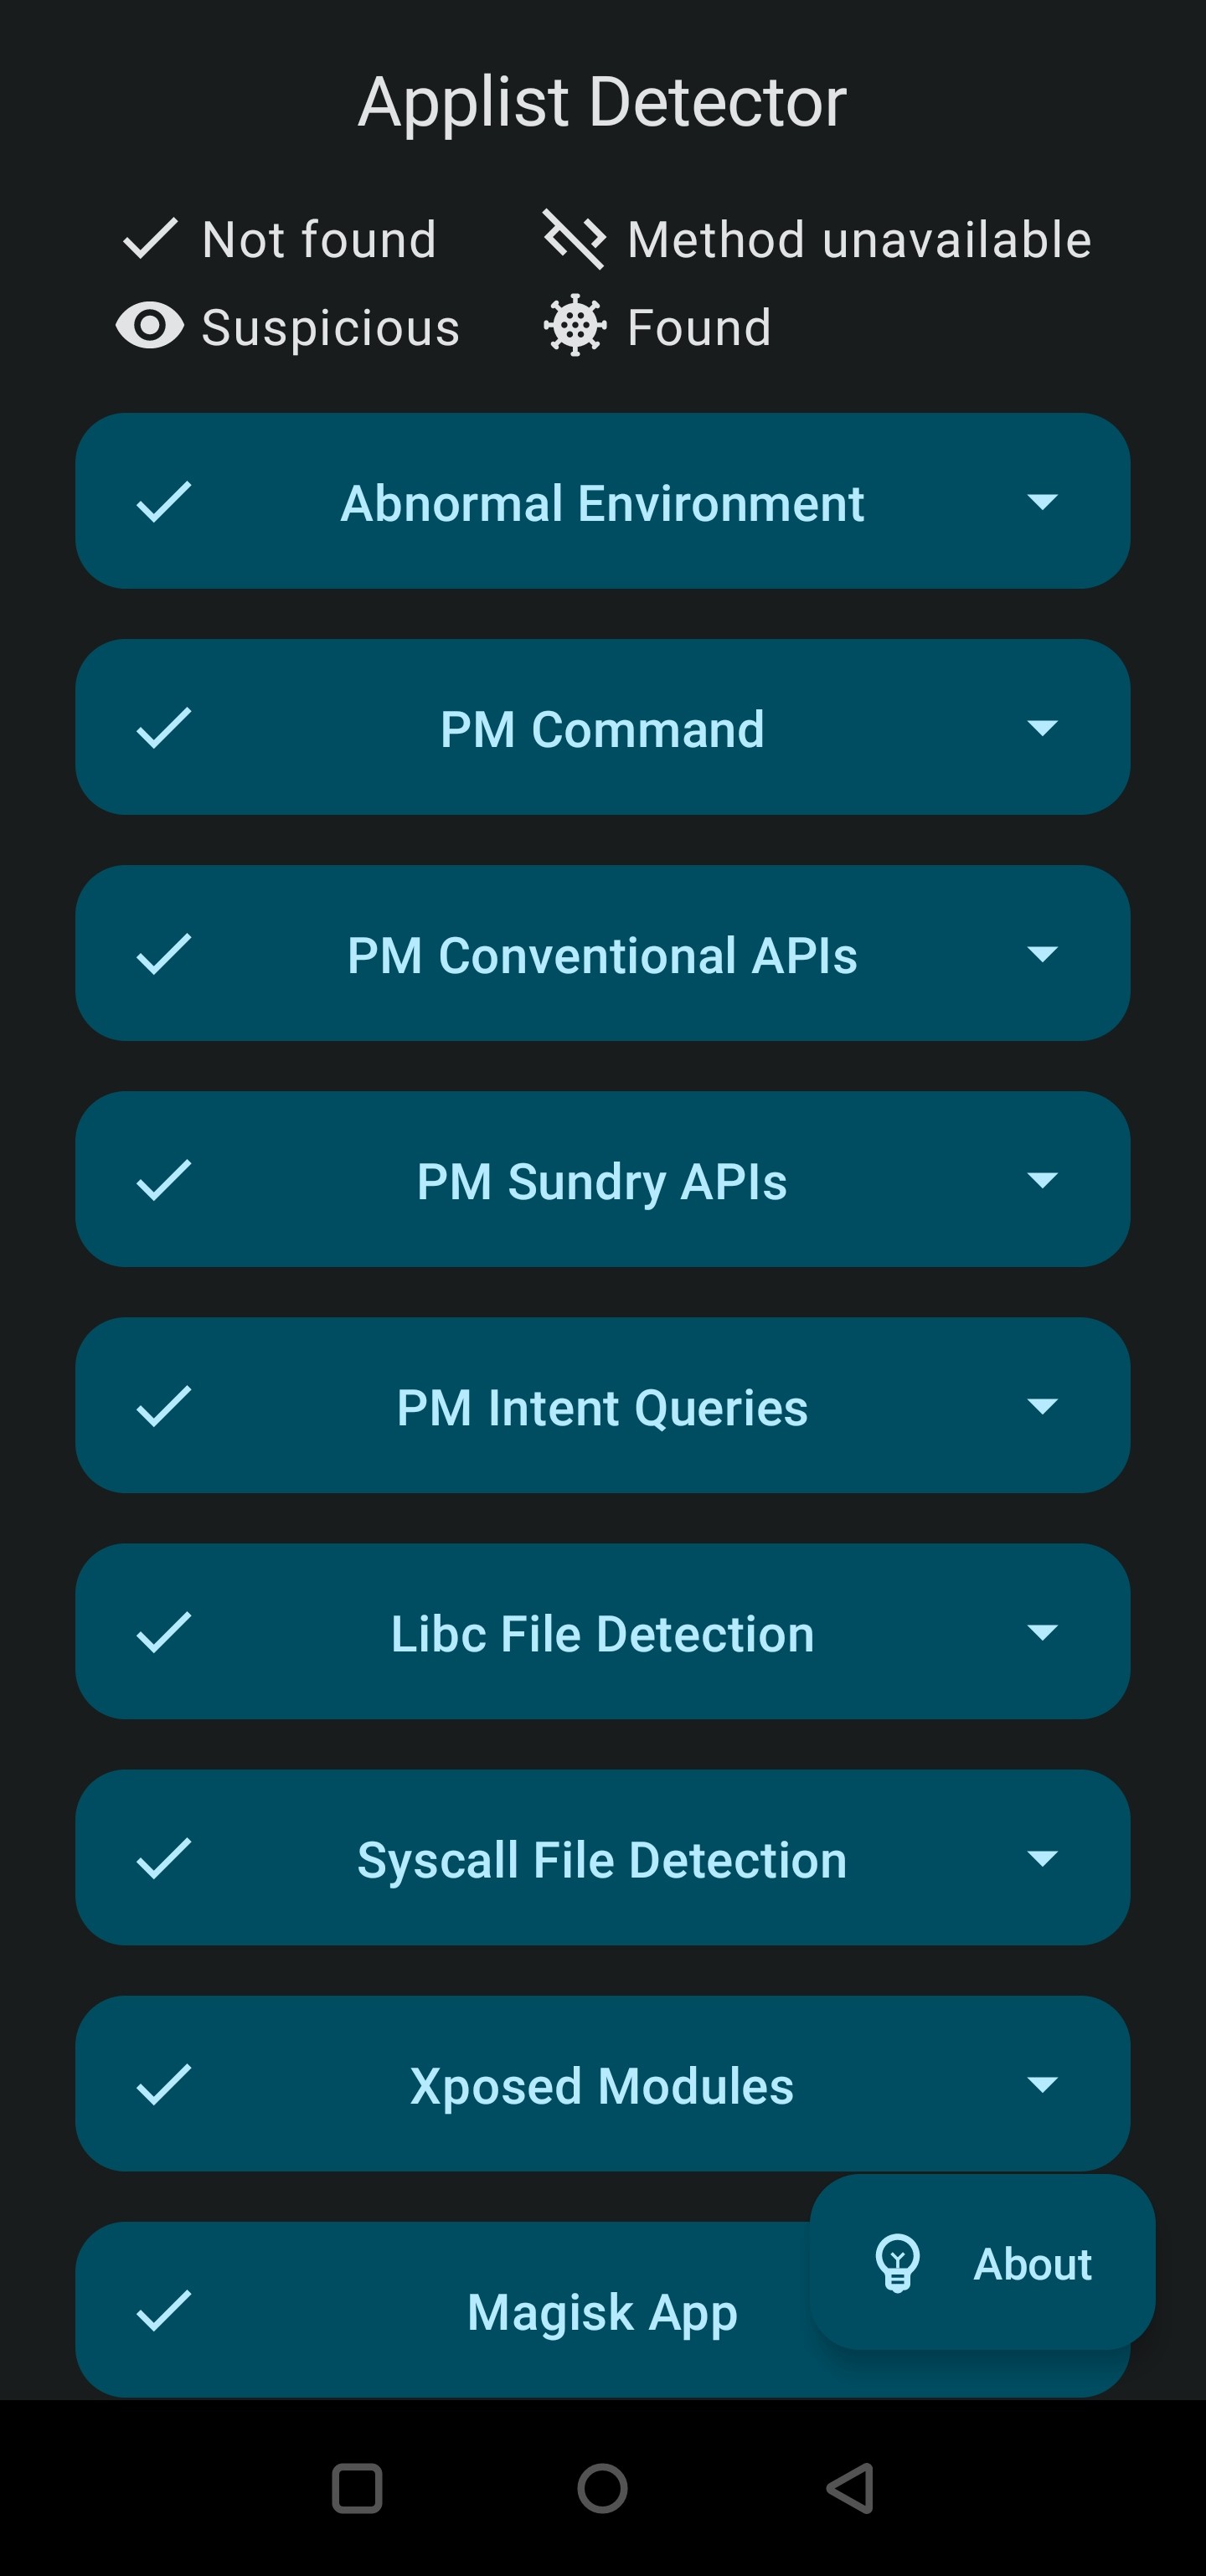 Applist Detector
Not found
Method unavailable
Suspicious
Found
Abnormal Environment
PM Command
PM Conventional APIs
PM Sundry APIs
PM Intent Queries
Libc File Detection
Syscall File Detection
Xposed Modules
Magisk App
About